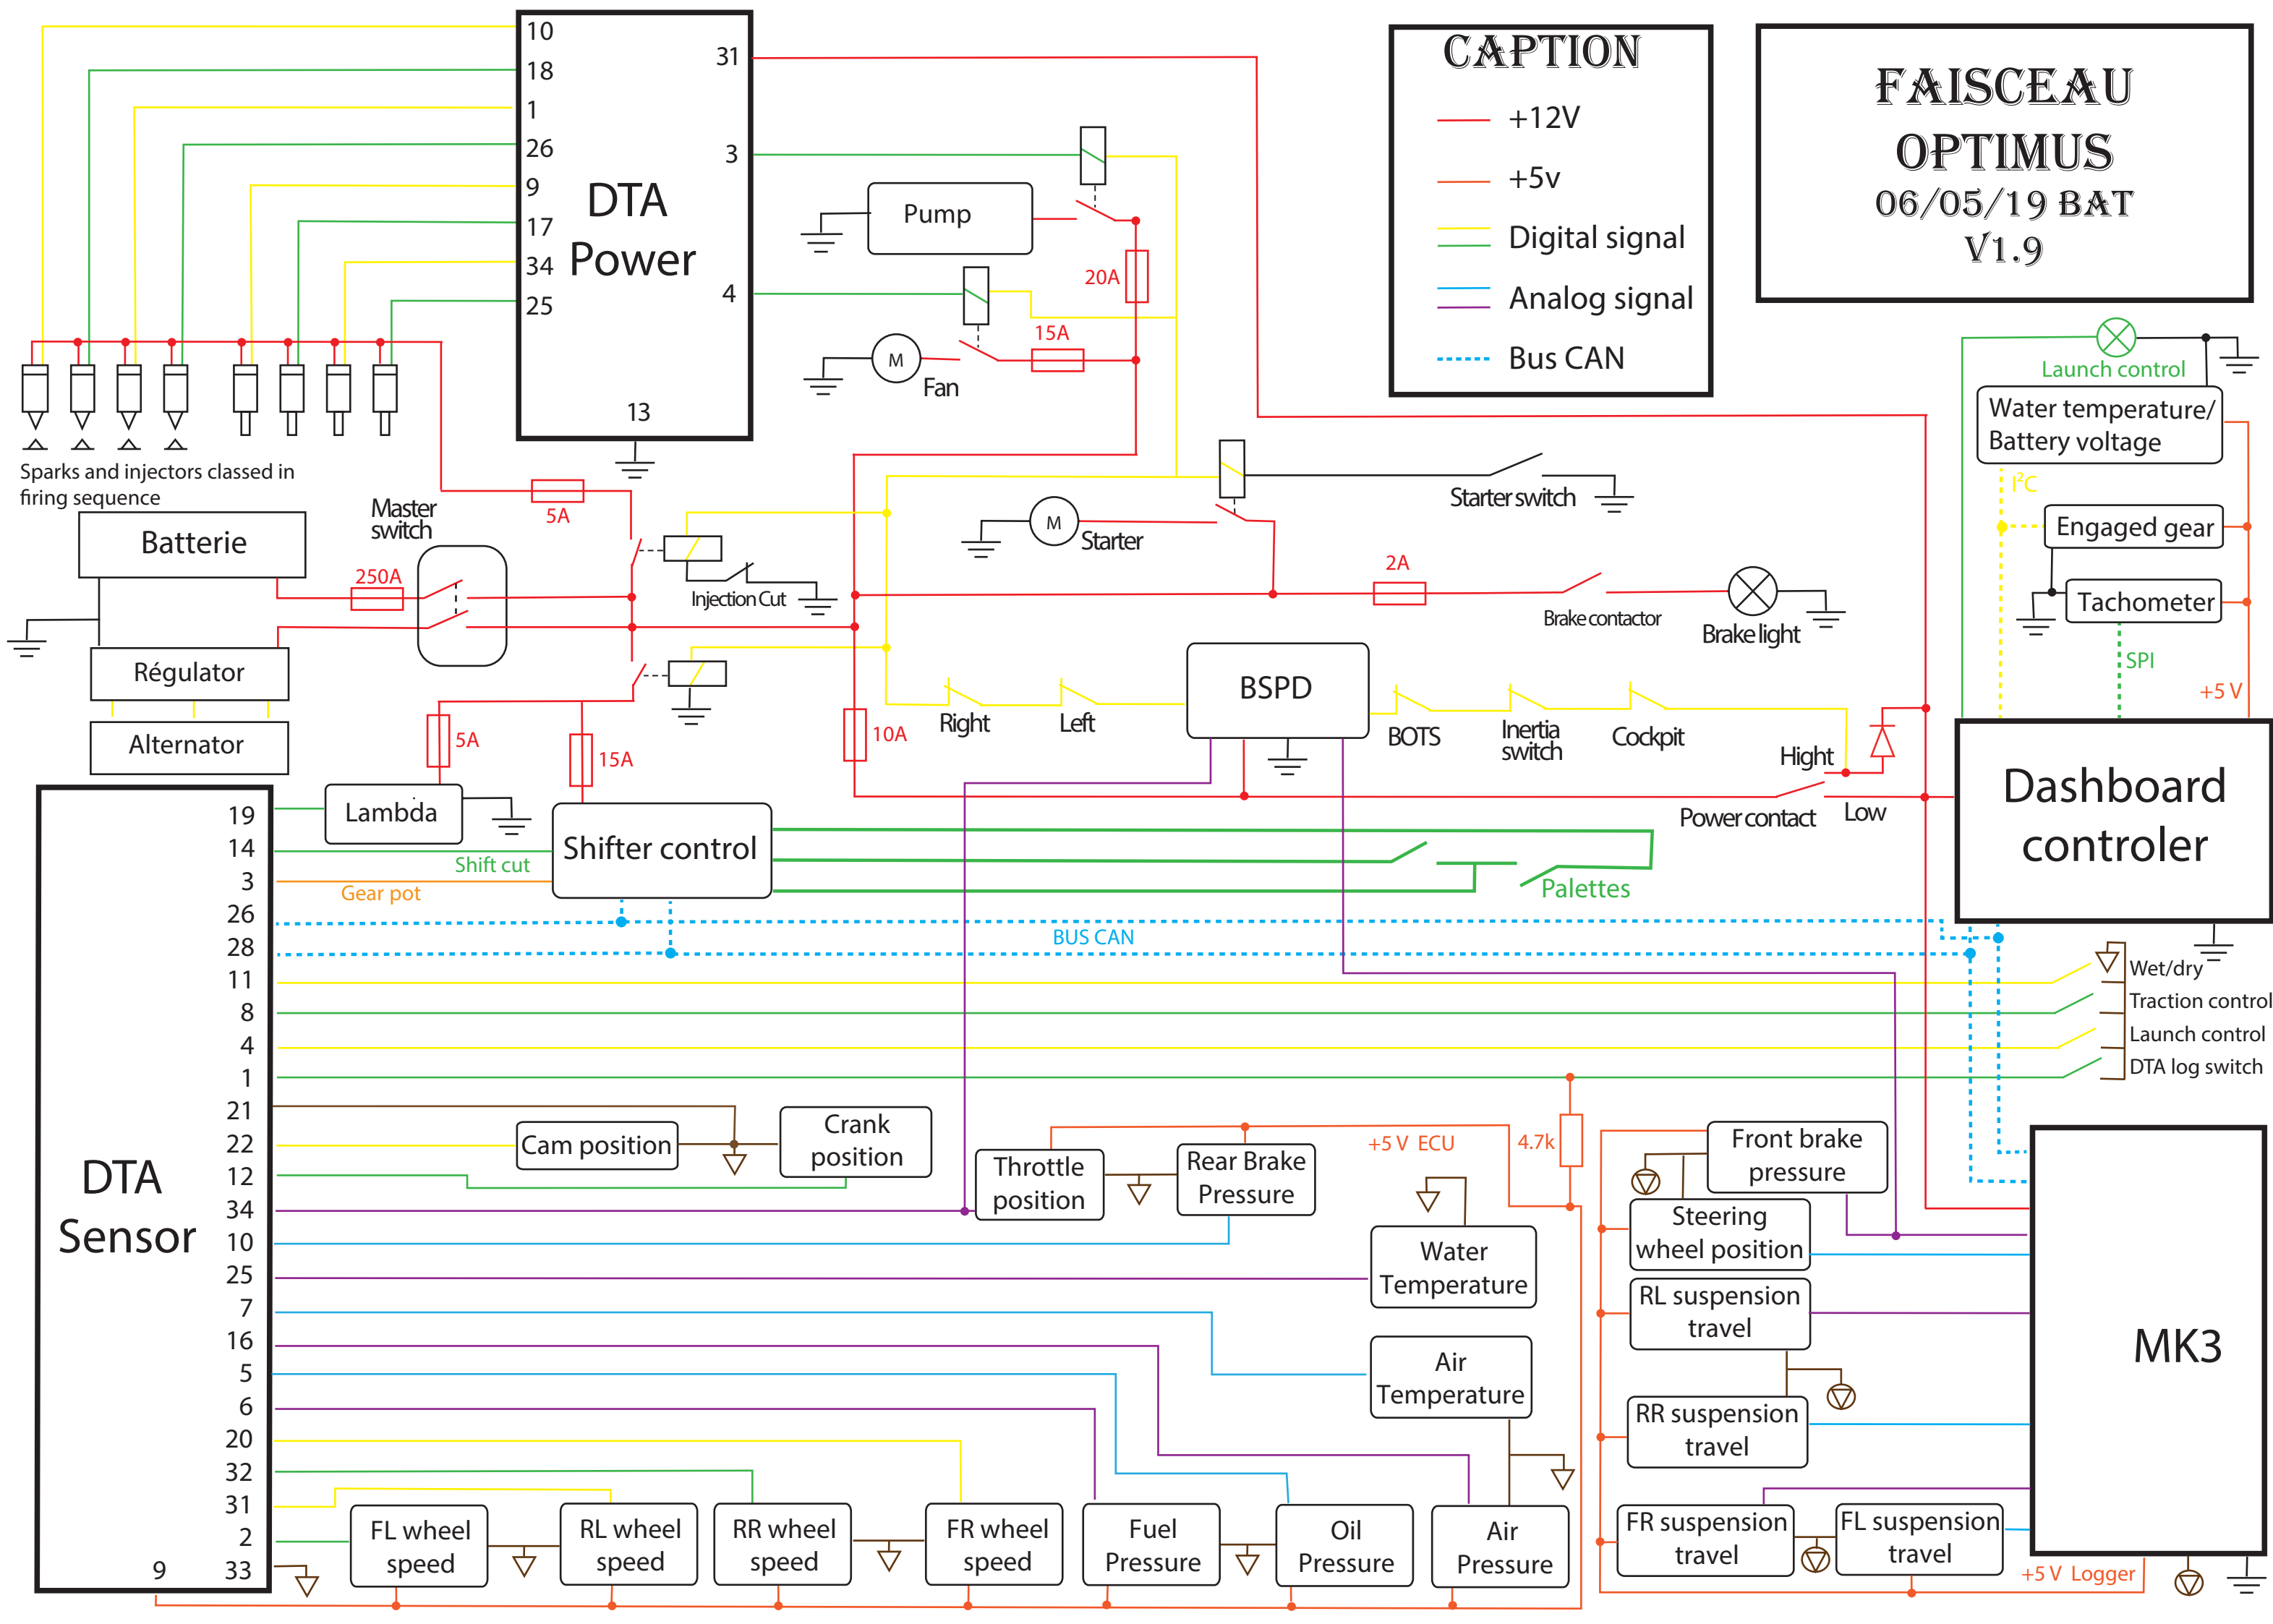 10
18
1
26
9
17
34
25
31
3
4
DTA
Power
13
Pump
20A
15A
M
Fan
CAPTION
+12V
+5v
Digital signal
Analog signal
Bus CAN
FAISCEAU
OPTIMUS
06/05/19 BAT
V1.9
Launch control
Water temperature/
Battery voltage
I²C
Engaged gear
Tachometer
SPI
+5 V
Sparks and injectors classed in
firing sequence
5A
Master
switch
Batterie
250A
Régulator
Alternator
Injection Cut
M
Starter
Starter switch
2A
Brake contactor
Brake light
5A
15A
10A
Right
Left
BSPD
BOTS
Inertia
switch
Cockpit
Hight
Power contact
Low
Dashboard
controler
Lambda
Shifter control
Shift cut
Gear pot
Palettes
BUS CAN
Wet/dry
Traction control
Launch control
DTA log switch
DTA
Sensor
19
14
3
26
28
11
8
4
1
21
22
12
34
10
25
7
16
5
6
20
32
31
2
33
9
Cam position
Crank
position
Throttle
position
Rear Brake
Pressure
+5 V ECU
4.7k
Water
Temperature
Air
Temperature
FL wheel
speed
RL wheel
speed
RR wheel
speed
FR wheel
speed
Fuel
Pressure
Oil
Pressure
Air
Pressure
Front brake
pressure
Steering
wheel position
RL suspension
travel
RR suspension
travel
FR suspension
travel
FL suspension
travel
MK3
+5 V Logger